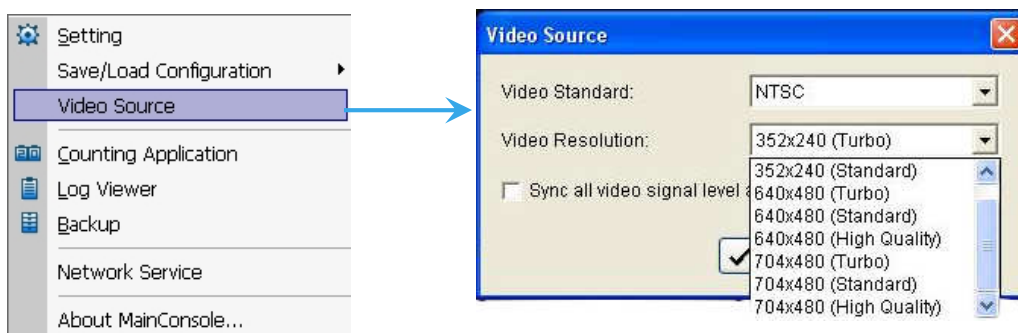 Setting
Save/Load Configuration
Video Source
Counting Application
Log Viewer
Backup
Network Service
About MainConsole...
Video Source
Video Standard:
NTSC
Video Resolution:
352x240 (Turbo)
352x240 (Standard)
640x480 (Turbo)
640x480 (Standard)
640x480 (High Quality)
704x480 (Turbo)
704x480 (Standard)
704x480 (High Quality)
Sync all video signal level